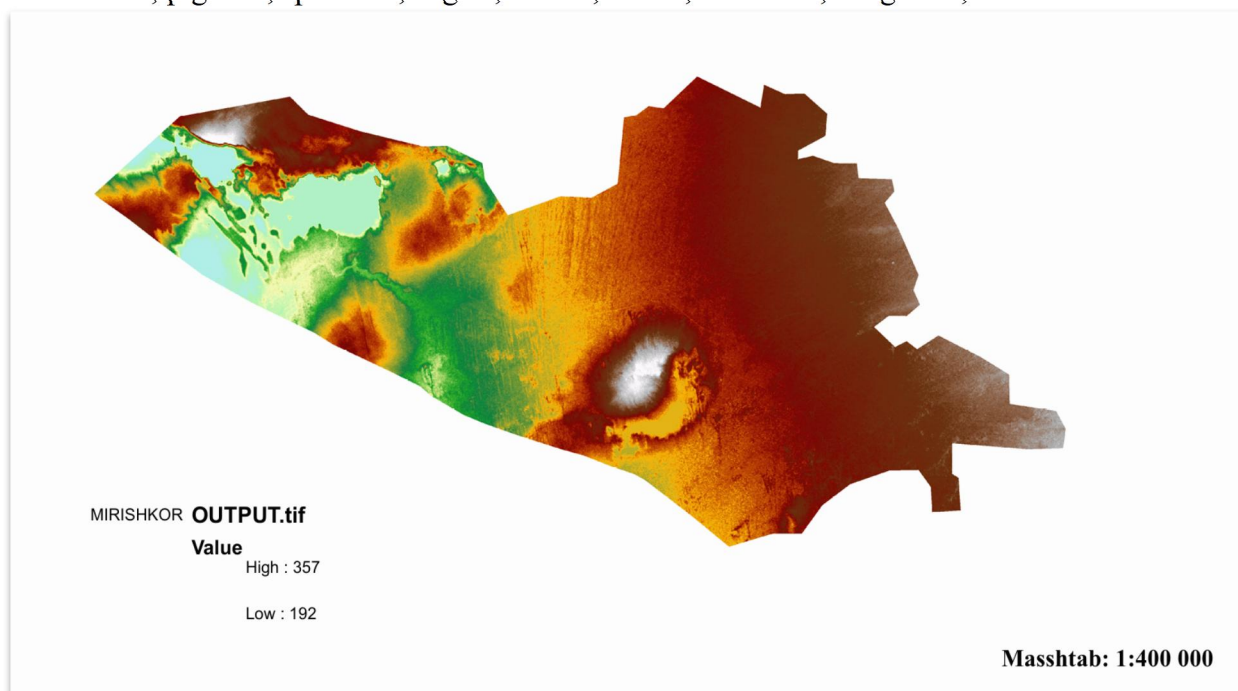 MIRISHKOR OUTPUT.tif
Value
High : 357
Low : 192
Masshtab: 1:400 000